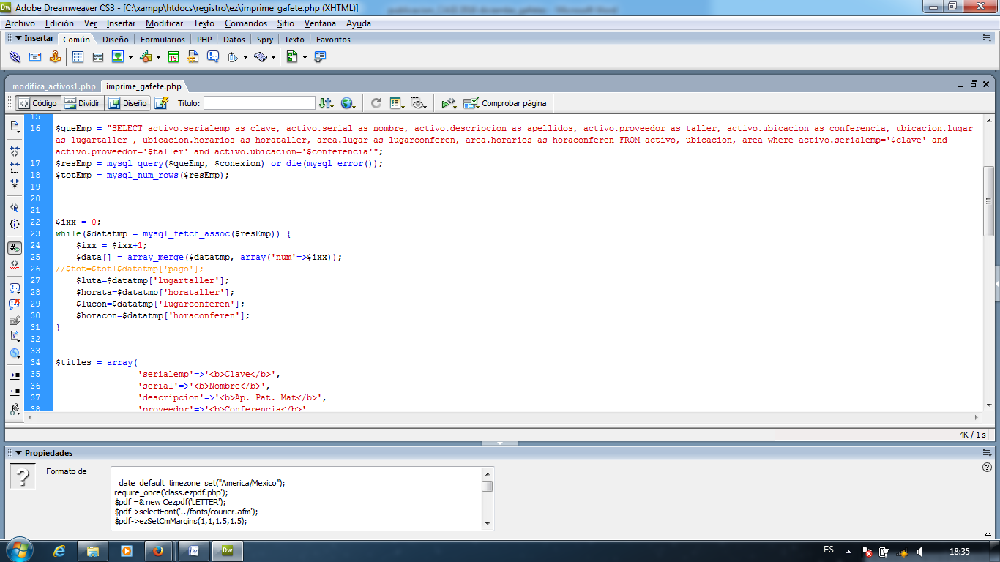 Adobe Dreamweaver CS3 - [C:\xampp\htdocs\registro\ez\imprime_gafete.php (XHTML)]
Archivo Edición Ver Insertar Modificar Texto Comandos Sitio Ventana Ayuda
Insertar Común Diseño Formularios PHP Datos Spry Texto Favoritos
19
modifica_activos1.php imprime_gafete.php
Código Dividir Diseño Título: Comprobar página
15
16 $queEmp = "SELECT activo.serialemp as clave, activo.serial as nombre, activo.descripcion as apellidos, activo.proveedor as taller, activo.ubicacion as conferencia, ubicacion.lugar
as lugartaller , ubicacion.horarios as horataller, area.lugar as lugarconferen, area.horarios as horaconferen FROM activo, ubicacion, area where activo.serialemp='$clave' and
activo.proveedor='$taller' and activo.ubicacion='$conferencia'";
17 $resEmp = mysql_query($queEmp, $conexion) or die(mysql_error());
18 $totEmp = mysql_num_rows($resEmp);
19
20
21
22 $ixx = 0;
23 while($datatmp = mysql_fetch_assoc($resEmp)) {
24 $ixx = $ixx+1;
25 $data[] = array_merge($datatmp, array('num'=>$ixx));
26 //$tot=$tot+$datatmp['pago'];
27 $luta=$datatmp['lugartaller'];
28 $horata=$datatmp['horataller'];
29 $lucon=$datatmp['lugarconferen'];
30 $horacon=$datatmp['horaconferen'];
31 }
32
33
34 $titles = array(
35 'serialemp'=>'<b>Clave</b>',
36 'serial'=>'<b>Nombre</b>',
37 'descripcion'=>'<b>Ap. Pat. Mat</b>',
38 'proveedor'=>'<b>Conferencia</b>',
4K / 1 s
Propiedades
Formato de
date_default_timezone_set("America/Mexico");
require_once('class.ezpdf.php');
$pdf =& new Cezpdf('LETTER');
$pdf->selectFont('../fonts/courier.afm');
$pdf->ezSetCmMargins(1,1,1.5,1.5);
ES 18:35